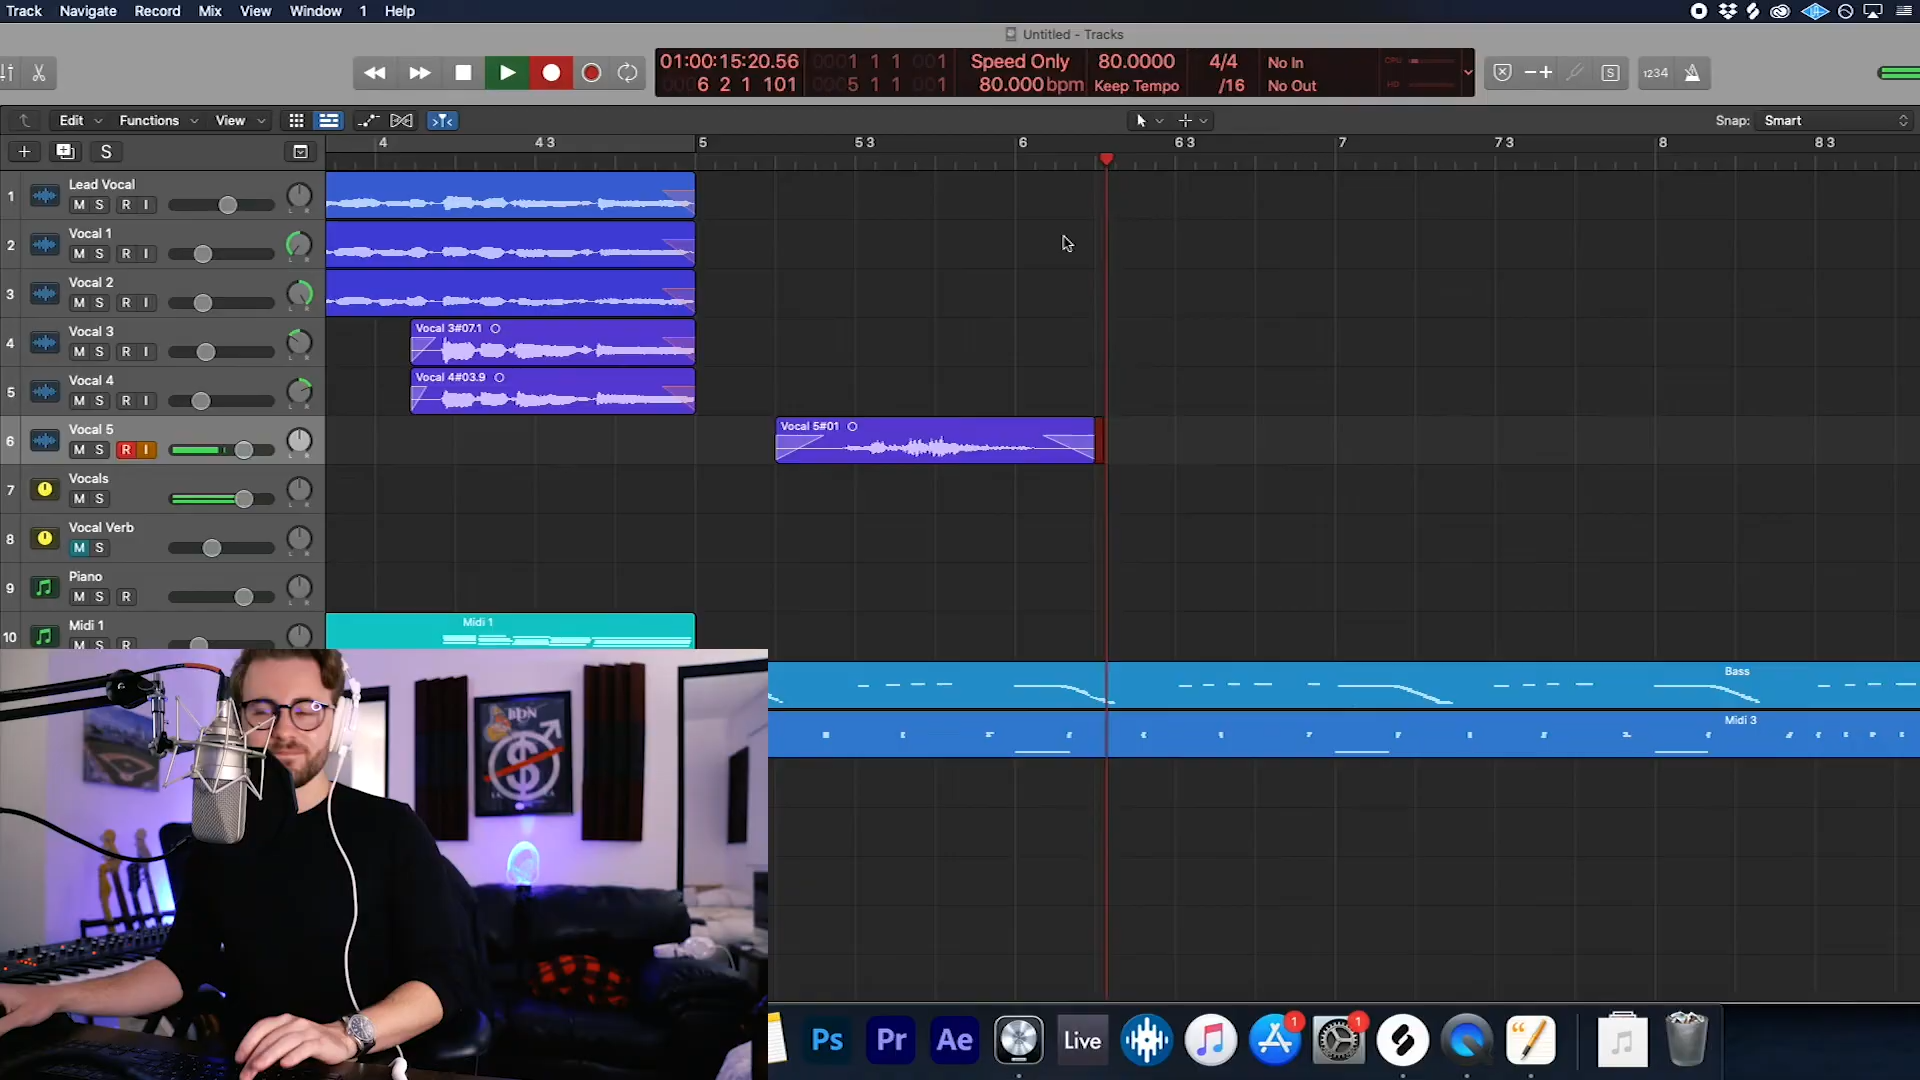 Track Navigate Record Mix View Window 1 Help
Untitled - Tracks
01:00:15:20.56 0001 1 1 001 Speed Only 80.0000 4/4 No In CPU
0006 2 1 101 0005 1 1 001 80.000 bpm Keep Tempo /16 No Out HD
S 1234
Edit Functions View Snap: Smart
S 4 4 3 5 5 3 6 6 3 7 7 3 8 8 3
1 Lead Vocal
M S R I L R
2 Vocal 1
M S R I L R
3 Vocal 2
M S R I L R
4 Vocal 3 Vocal 3#07.1
M S R I L R
5 Vocal 4 Vocal 4#03.9
M S R I L R
6 Vocal 5 Vocal 5#01
M S R I L R
7 Vocals
M S L R
8 Vocal Verb
M S L R
9 Piano
M S R L R
10 Midi 1 Midi 1
M S R
Bass
Midi 3
Ps Pr Ae Live 1 1